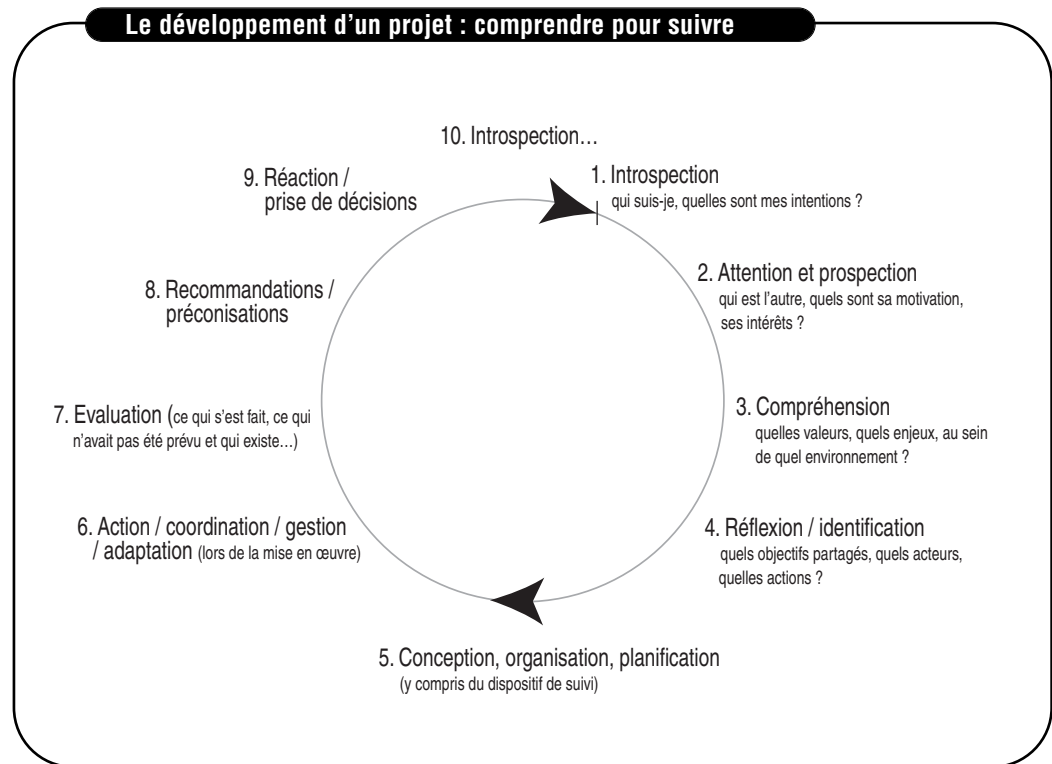 Le développement d'un projet : comprendre pour suivre
10. Introspection…
1. Introspection
qui suis-je, quelles sont mes intentions ?
2. Attention et prospection
qui est l'autre, quels sont sa motivation,
ses intérêts ?
3. Compréhension
quelles valeurs, quels enjeux, au sein
de quel environnement ?
4. Réflexion / identification
quels objectifs partagés, quels acteurs,
quelles actions ?
5. Conception, organisation, planification
(y compris du dispositif de suivi)
6. Action / coordination / gestion
/ adaptation (lors de la mise en œuvre)
7. Evaluation (ce qui s'est fait, ce qui
n'avait pas été prévu et qui existe…)
8. Recommandations /
préconisations
9. Réaction /
prise de décisions